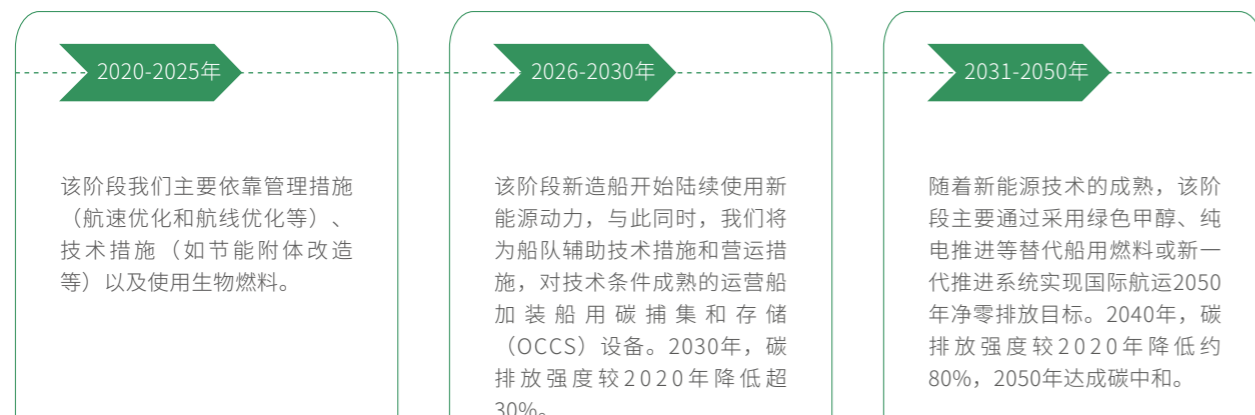 2020-2025年
该阶段我们主要依靠管理措施
（航速优化和航线优化等）、
技术措施（如节能附体改造
等）以及使用生物燃料。
2026-2030年
该阶段新造船开始陆续使用新
能源动力，与此同时，我们将
为船队辅助技术措施和营运措
施，对技术条件成熟的运营船
加装船用碳捕集和存储
（OCCS）设备。2030年，碳
排放强度较2020年降低超
30%。
2031-2050年
随着新能源技术的成熟，该阶
段主要通过采用绿色甲醇、纯
电推进等替代船用燃料或新一
代推进系统实现国际航运2050
年净零排放目标。2040年，碳
排放强度较2020年降低约
80%，2050年达成碳中和。